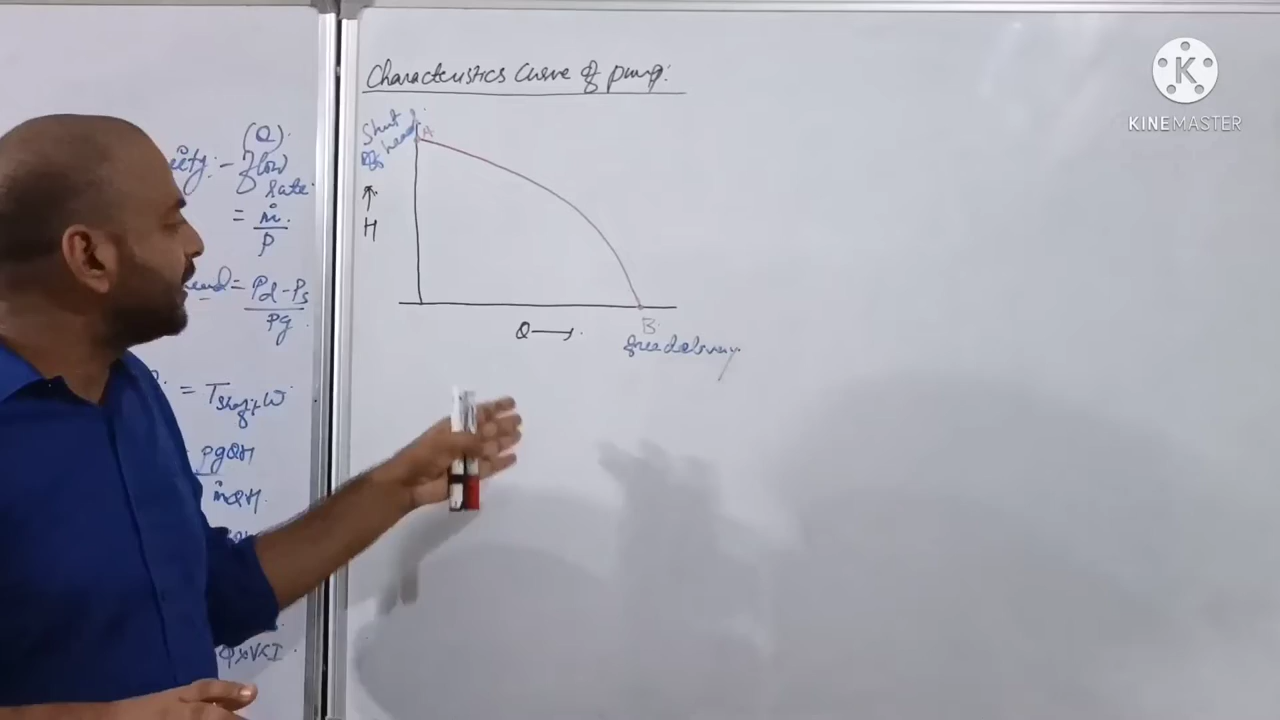 Characteristics Curve of pump:
Shut
off head
A
↑
H
Q →
B
free delivery
(Q)
:- flow
rate
= ṁ
ρ
= Pd - Ps
ρg
= Tshaft ω
ρgQH
KINEMASTER